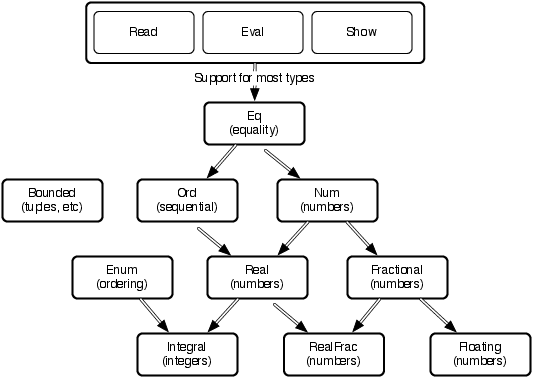 Read Eval Show
Support for most types
Eq
(equality)
Bounded
(tuples, etc)
Ord
(sequential)
Num
(numbers)
Enum
(ordering)
Real
(numbers)
Fractional
(numbers)
Integral
(integers)
RealFrac
(numbers)
Floating
(numbers)